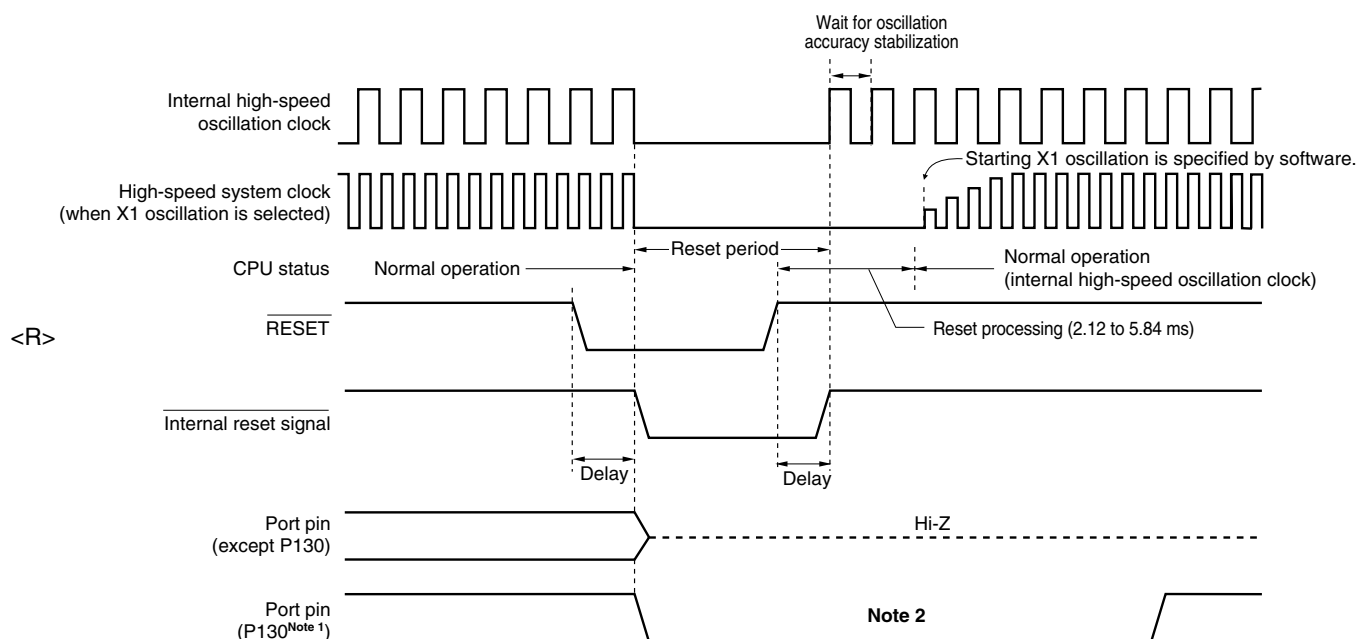 Wait for oscillation
accuracy stabilization
Internal high-speed
oscillation clock
Starting X1 oscillation is specified by software.
High-speed system clock
(when X1 oscillation is selected)
Reset period
CPU status
Normal operation
Normal operation
(internal high-speed oscillation clock)
RESET
<R>
Reset processing (2.12 to 5.84 ms)
Internal reset signal
Delay
Delay
Port pin
(except P130)
Hi-Z
Port pin
(P130Note 1)
Note 2